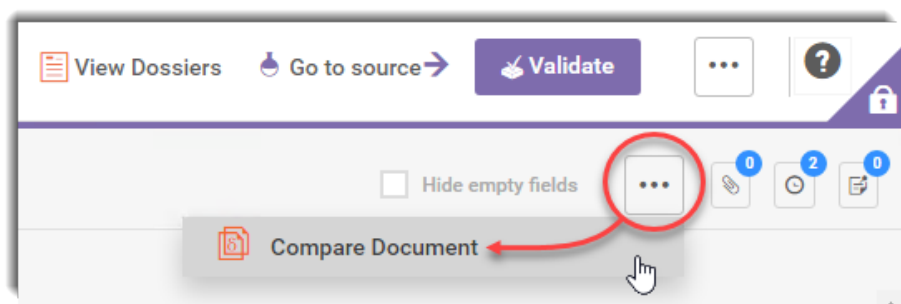 View Dossiers Go to source Validate ... ?
Hide empty fields ... 0 2 0
δ Compare Document